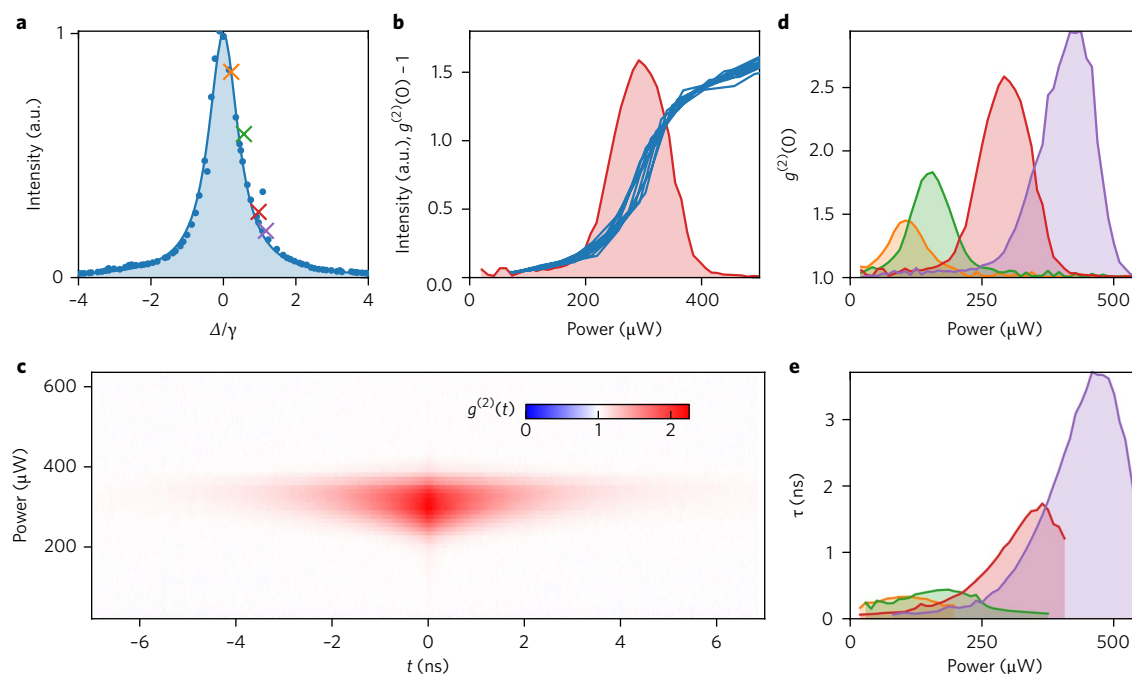 a
1
0
Intensity (a.u.)
−4
−2
0
2
4
Δ/γ
b
1.5
1.0
0.5
0.0
Intensity (a.u.), g(2)(0) − 1
0
200
400
Power (μW)
d
2.5
2.0
1.5
1.0
g(2)(0)
250
500
Power (μW)
c
600
400
200
Power (μW)
g(2)(t)
0
1
2
−6
−4
−2
0
2
4
6
t (ns)
e
3
2
1
0
τ (ns)
250
500
Power (μW)